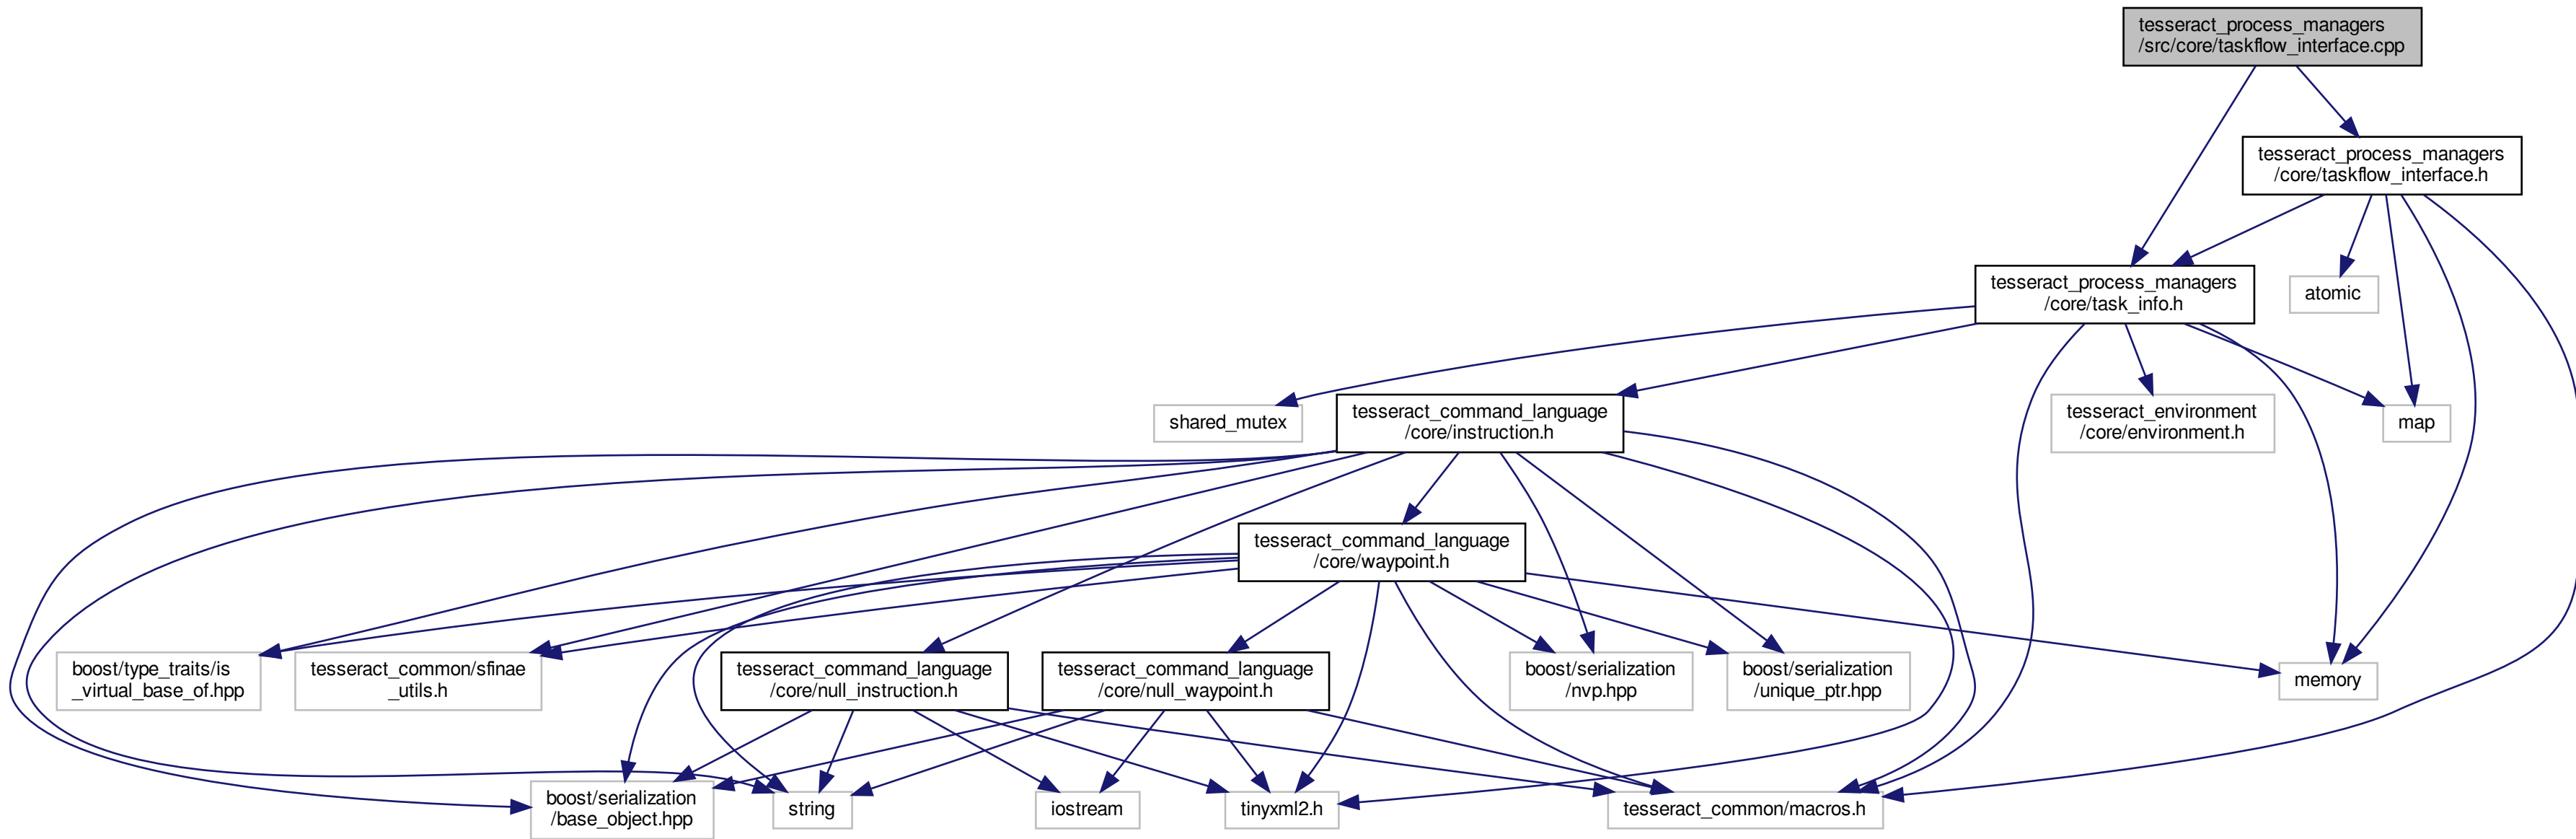 tesseract_process_managers
/src/core/taskflow_interface.cpp
tesseract_process_managers
/core/taskflow_interface.h
tesseract_process_managers
/core/task_info.h
atomic
shared_mutex
tesseract_command_language
/core/instruction.h
tesseract_environment
/core/environment.h
map
tesseract_command_language
/core/waypoint.h
boost/type_traits/is
_virtual_base_of.hpp
tesseract_common/sfinae
_utils.h
tesseract_command_language
/core/null_instruction.h
tesseract_command_language
/core/null_waypoint.h
boost/serialization
/nvp.hpp
boost/serialization
/unique_ptr.hpp
memory
boost/serialization
/base_object.hpp
string
iostream
tinyxml2.h
tesseract_common/macros.h